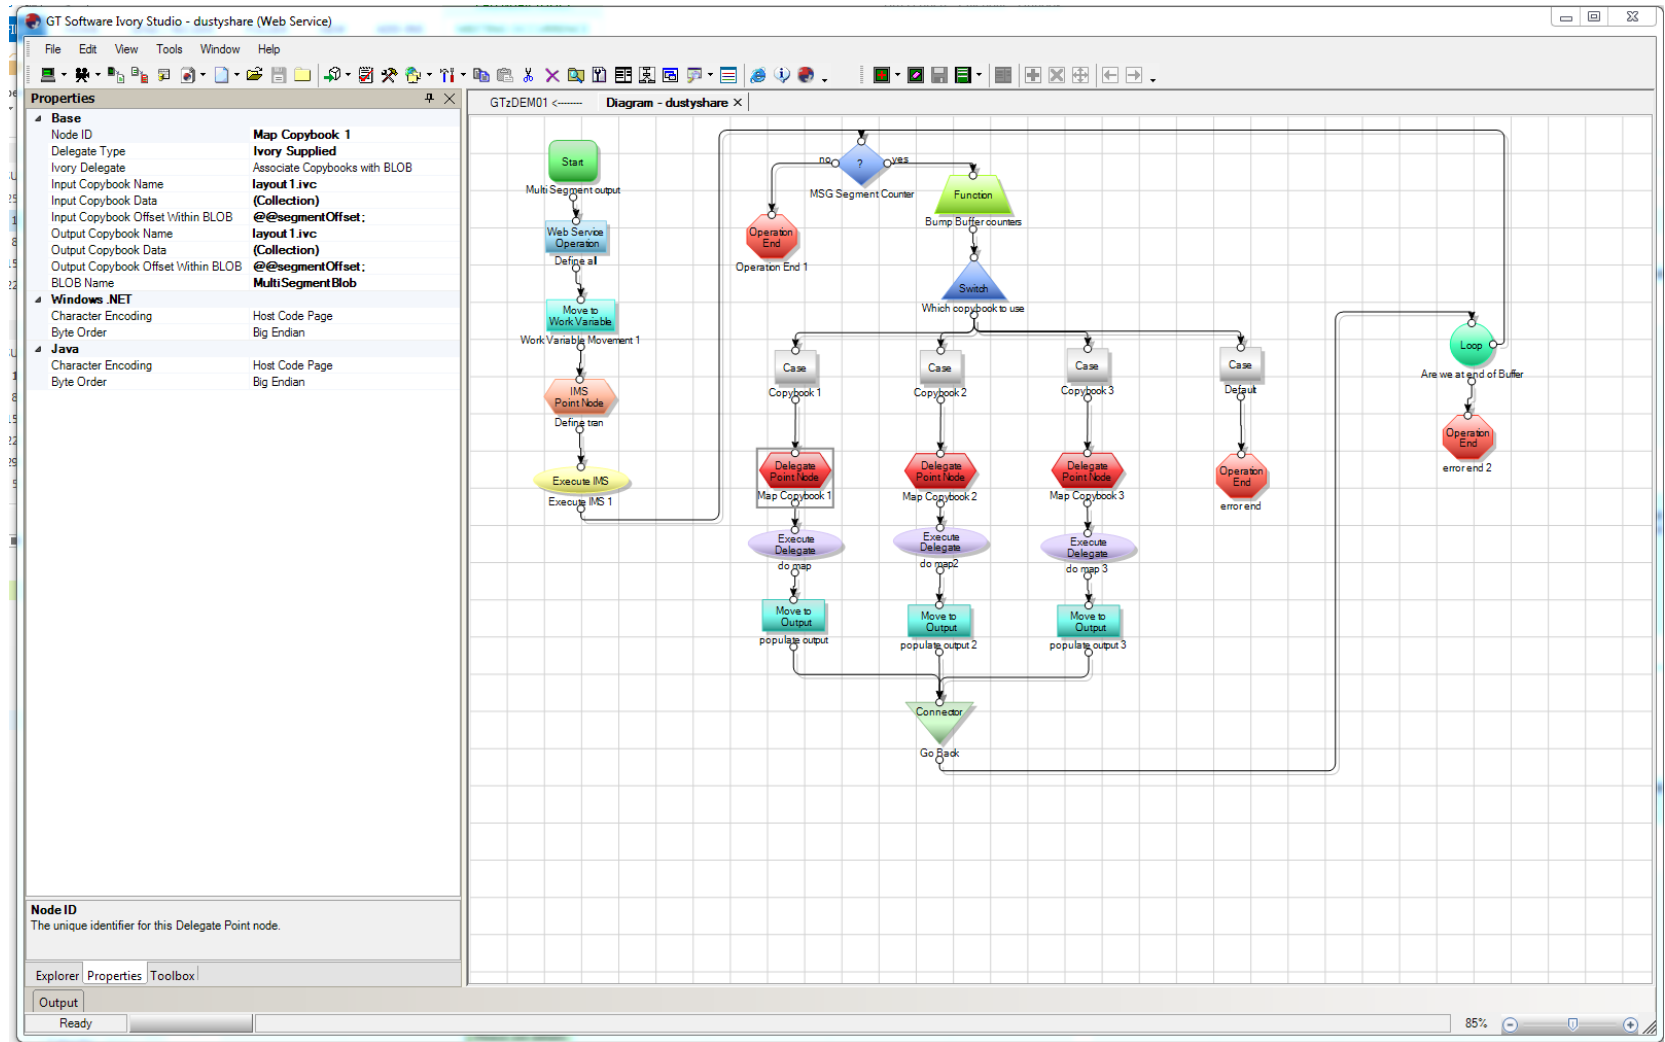 GT Software Ivory Studio - dustyshare (Web Service)
File Edit View Tools Window Help
Properties
GTzDEM01 <--------
Diagram - dustyshare
Base
Node ID Map Copybook 1
Delegate Type Ivory Supplied
Ivory Delegate Associate Copybooks with BLOB
Input Copybook Name layout1.ivc
Input Copybook Data (Collection)
Input Copybook Offset Within BLOB @@segmentOffset;
Output Copybook Name layout1.ivc
Output Copybook Data (Collection)
Output Copybook Offset Within BLOB @@segmentOffset;
BLOB Name MultiSegmentBlob
Windows .NET
Character Encoding Host Code Page
Byte Order Big Endian
Java
Character Encoding Host Code Page
Byte Order Big Endian
Node ID
The unique identifier for this Delegate Point node.
Explorer Properties Toolbox
Output
Ready
85%
Start
Multi Segment output
Web Service
Operation
Define all
Move to
Work Variable
Work Variable Movement 1
IMS
Point Node
Define tran
Execute IMS
Execute IMS 1
no
?
yes
MSG Segment Counter
Operation
End
Operation End 1
Function
Bump Buffer counters
Switch
Which copybook to use
Case
Copybook 1
Case
Copybook 2
Case
Copybook 3
Case
Default
Delegate
Point Node
Map Copybook 1
Delegate
Point Node
Map Copybook 2
Delegate
Point Node
Map Copybook 3
Operation
End
error end
Execute
Delegate
do map
Execute
Delegate
do map2
Execute
Delegate
do map 3
Move to
Output
populate output
Move to
Output
populate output 2
Move to
Output
populate output 3
Connector
Go Back
Loop
Are we at end of Buffer
Operation
End
error end 2